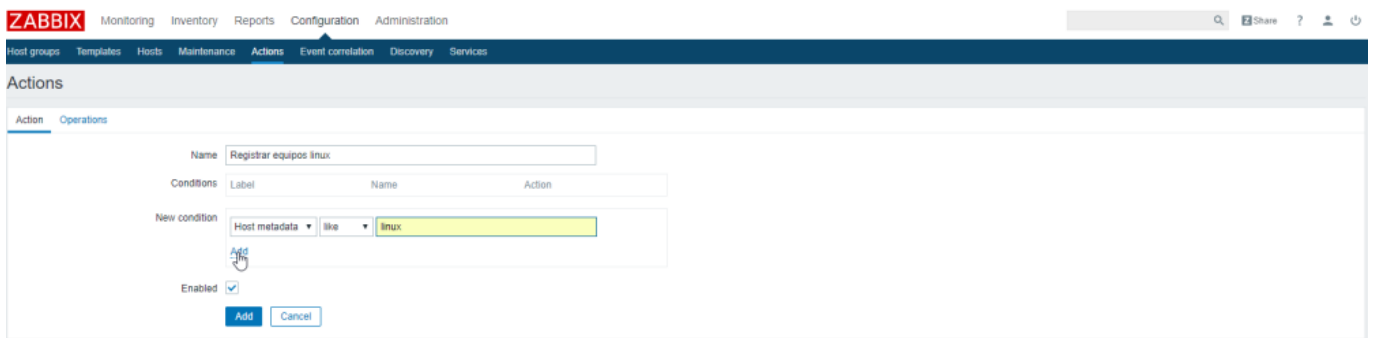 ZABBIX Monitoring Inventory Reports Configuration Administration Z Share ?
Host groups Templates Hosts Maintenance Actions Event correlation Discovery Services
Actions
Action Operations
Name Registrar equipos linux
Conditions Label Name Action
New condition
Host metadata like linux
Add
Enabled
Add Cancel